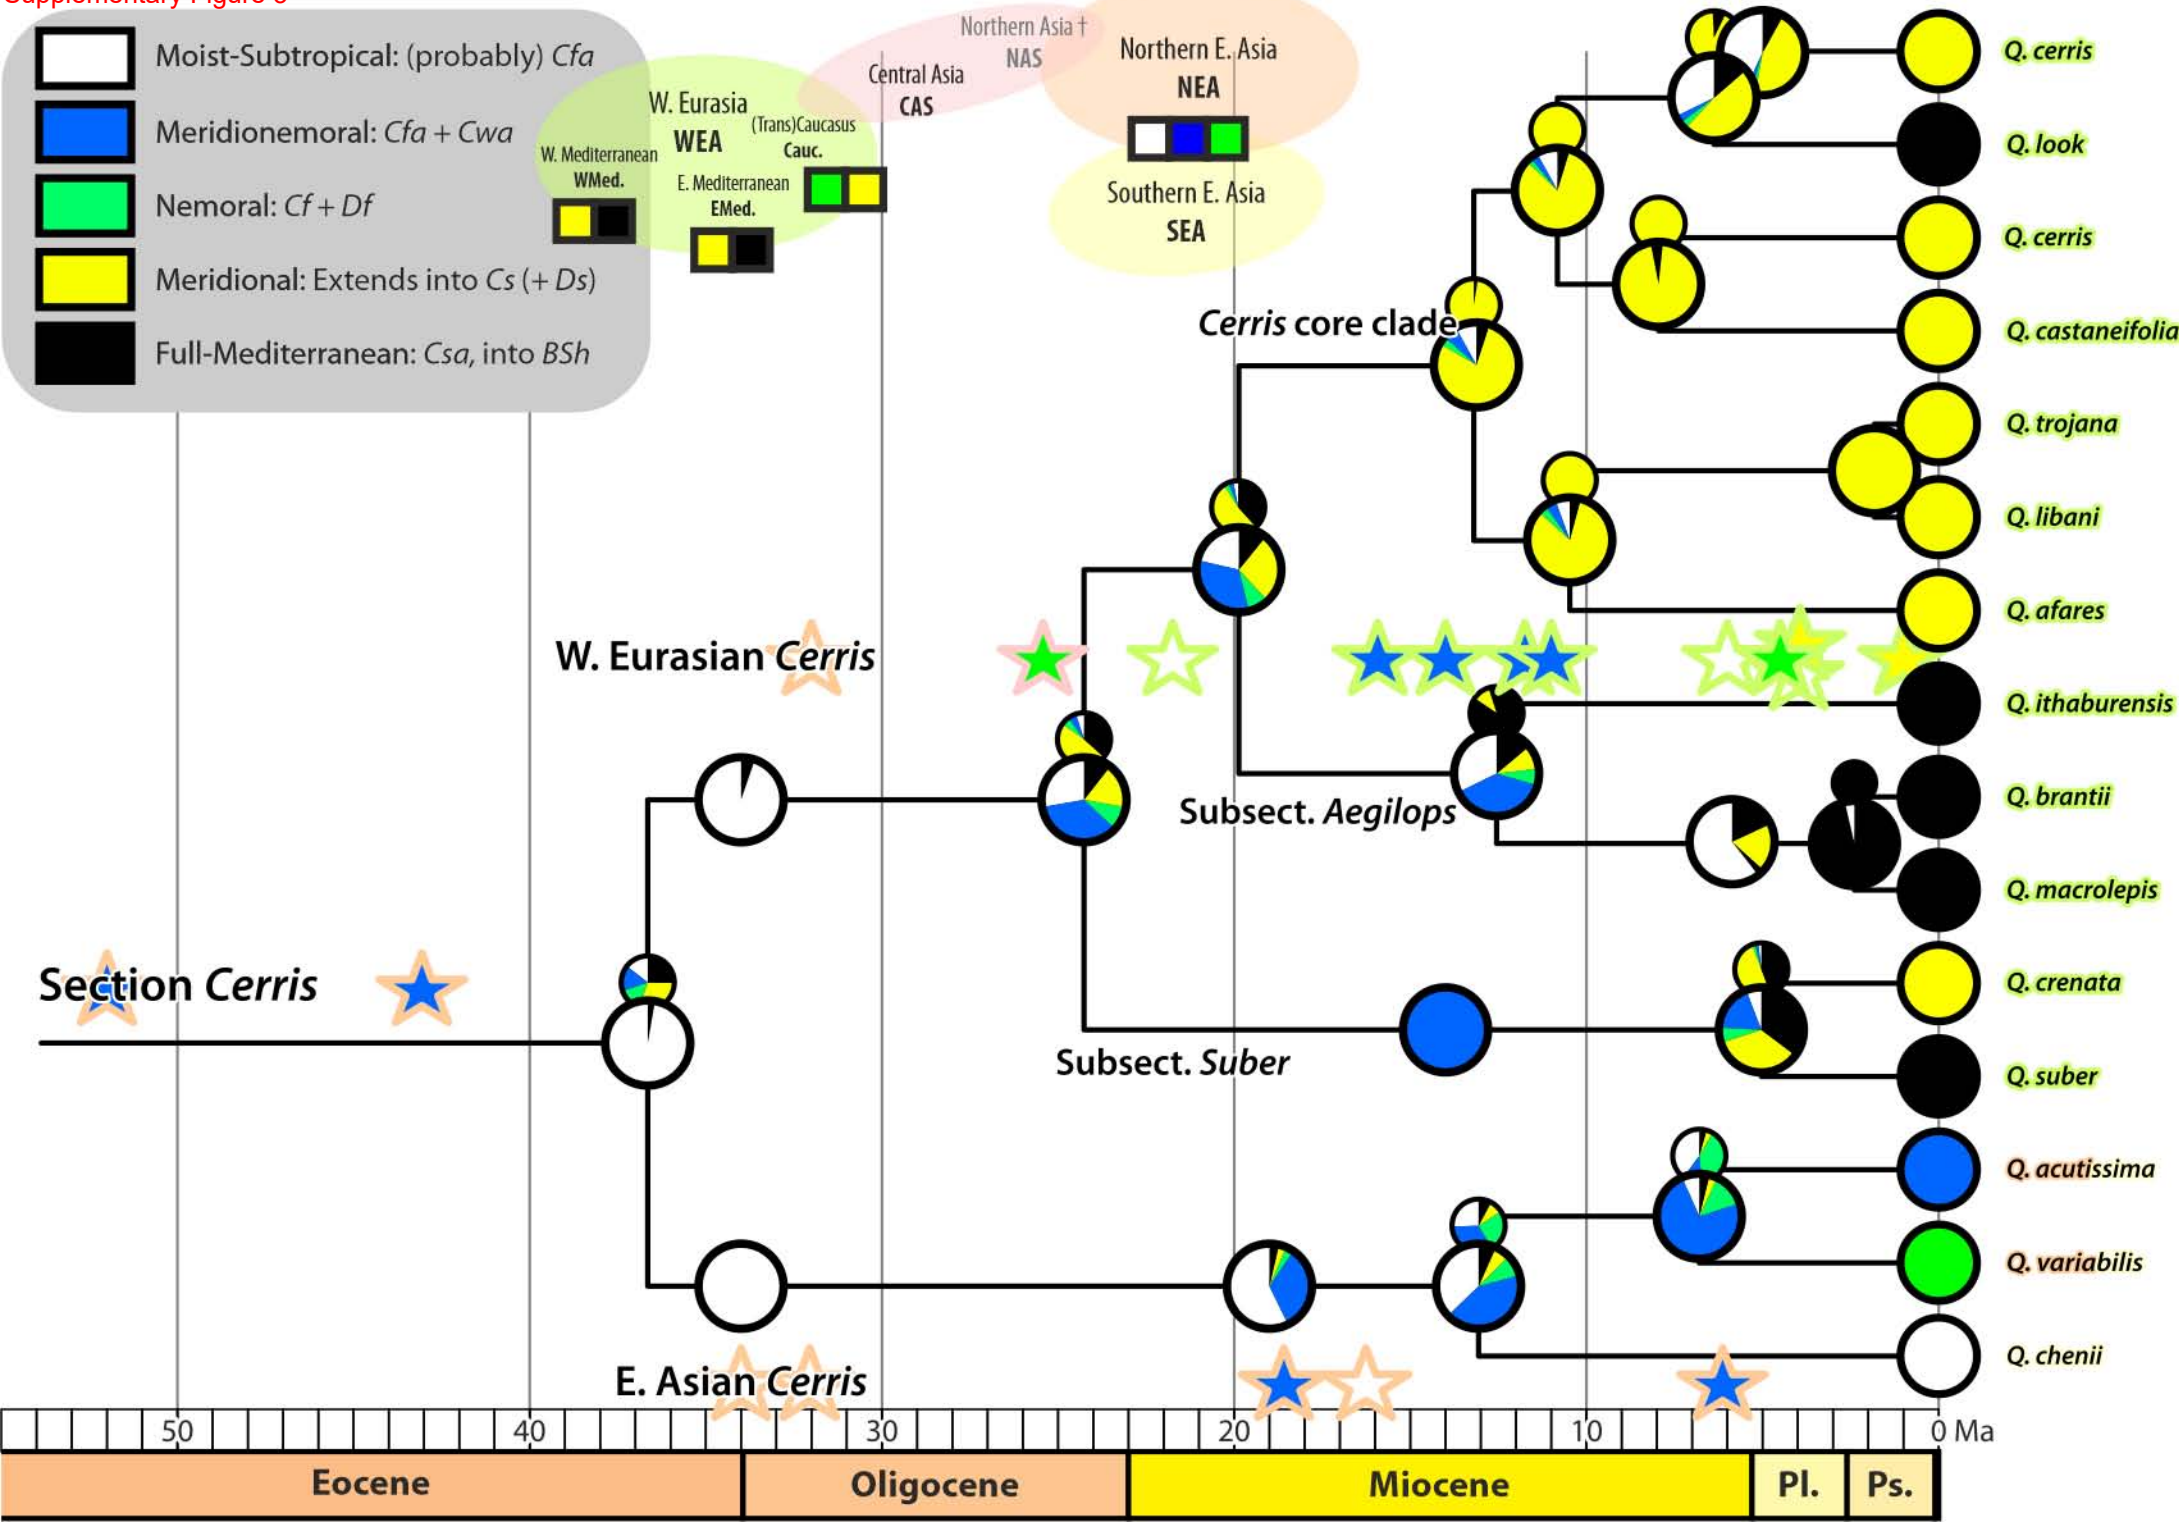 Moist-Subtropical: (probably) Cfa
Meridionemoral: Cfa + Cwa
Nemoral: Cf + Df
Meridional: Extends into Cs (+ Ds)
Full-Mediterranean: Csa, into BSh
W. Eurasia
WEA
W. Mediterranean
WMed.
E. Mediterranean
EMed.
(Trans)Caucasus
Cauc.
Central Asia
CAS
Northern Asia †
NAS
Northern E. Asia
NEA
Southern E. Asia
SEA
Q. cerris
Q. look
Q. cerris
Q. castaneifolia
Q. trojana
Q. libani
Q. afares
Q. ithaburensis
Q. brantii
Q. macrolepis
Q. crenata
Q. suber
Q. acutissima
Q. variabilis
Q. chenii
Cerris core clade
W. Eurasian Cerris
Subsect. Aegilops
Section Cerris
Subsect. Suber
E. Asian Cerris
50 40 30 20 10 0 Ma
Eocene Oligocene Miocene Pl. Ps.